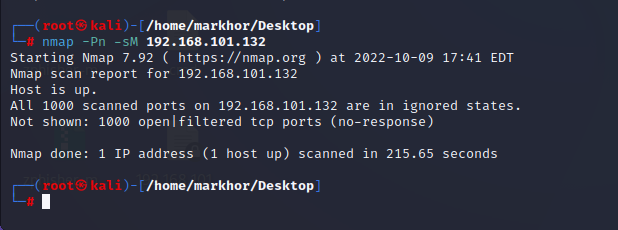 ┌──(root㉿kali)-[/home/markhor/Desktop]
└─# nmap -Pn -sM 192.168.101.132
Starting Nmap 7.92 ( https://nmap.org ) at 2022-10-09 17:41 EDT
Nmap scan report for 192.168.101.132
Host is up.
All 1000 scanned ports on 192.168.101.132 are in ignored states.
Not shown: 1000 open|filtered tcp ports (no-response)
Nmap done: 1 IP address (1 host up) scanned in 215.65 seconds
┌──(root㉿kali)-[/home/markhor/Desktop]
└─#